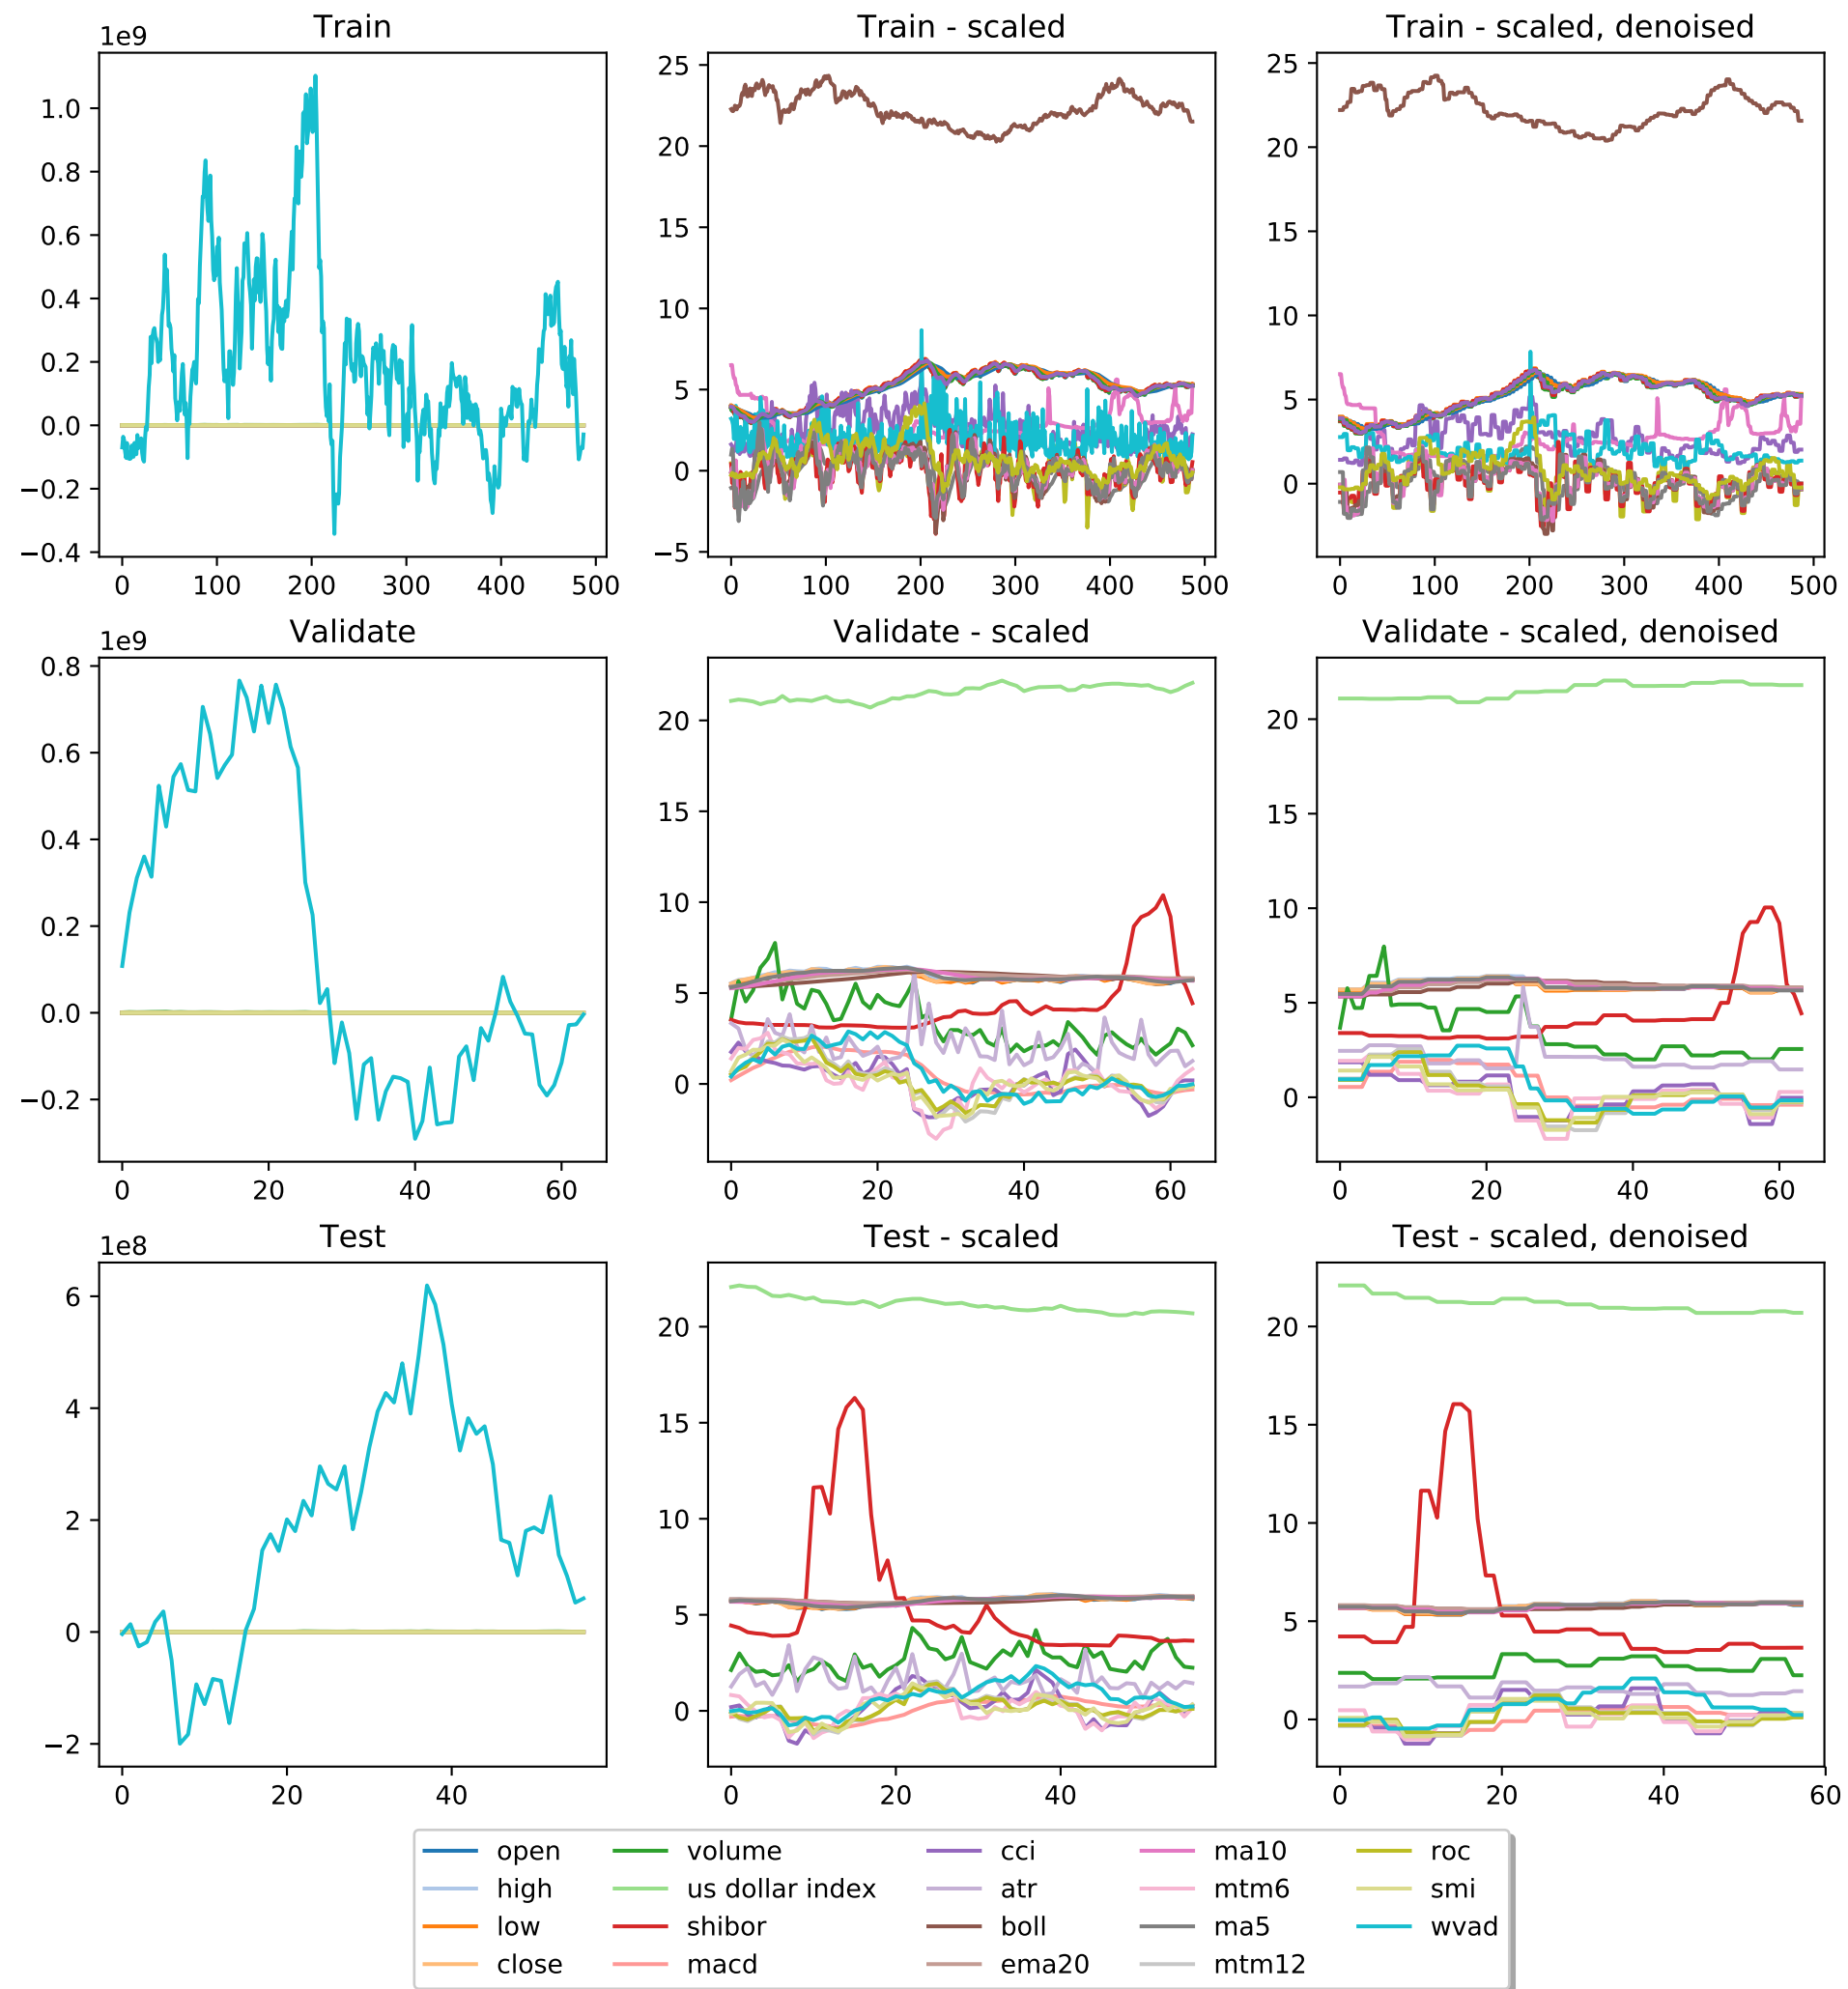 Train
Train - scaled
Train - scaled, denoised
1e9
1.0
0.8
0.6
0.4
0.2
0.0
−0.2
−0.4
0 100 200 300 400 500
25
20
15
10
5
0
−5
0 100 200 300 400 500
25
20
15
10
5
0
0 100 200 300 400 500
Validate
Validate - scaled
Validate - scaled, denoised
1e9
0.8
0.6
0.4
0.2
0.0
−0.2
0 20 40 60
20
15
10
5
0
0 20 40 60
20
15
10
5
0
0 20 40 60
Test
Test - scaled
Test - scaled, denoised
1e8
6
4
2
0
−2
0 20 40
20
15
10
5
0
0 20 40
20
15
10
5
0
0 20 40 60
open volume cci ma10 roc
high us dollar index atr mtm6 smi
low shibor boll ma5 wvad
close macd ema20 mtm12